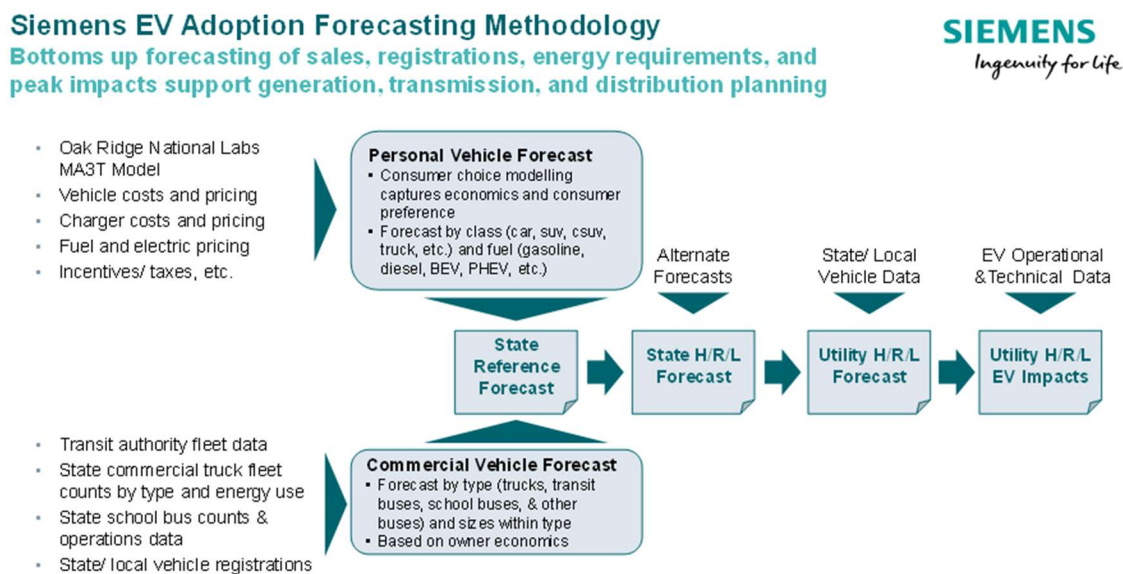 Siemens EV Adoption Forecasting Methodology
Bottoms up forecasting of sales, registrations, energy requirements, and
peak impacts support generation, transmission, and distribution planning
SIEMENS
Ingenuity for life
• Oak Ridge National Labs
MA3T Model
• Vehicle costs and pricing
• Charger costs and pricing
• Fuel and electric pricing
• Incentives/ taxes, etc.
Personal Vehicle Forecast
▪ Consumer choice modelling
captures economics and consumer
preference
▪ Forecast by class (car, suv, csuv,
truck, etc.) and fuel (gasoline,
diesel, BEV, PHEV, etc.)
Alternate
Forecasts
State/ Local
Vehicle Data
EV Operational
&Technical Data
State
Reference
Forecast
State H/R/L
Forecast
Utility H/R/L
Forecast
Utility H/R/L
EV Impacts
• Transit authority fleet data
• State commercial truck fleet
counts by type and energy use
• State school bus counts &
operations data
• State/ local vehicle registrations
Commercial Vehicle Forecast
▪ Forecast by type (trucks, transit
buses, school buses, & other
buses) and sizes within type
▪ Based on owner economics